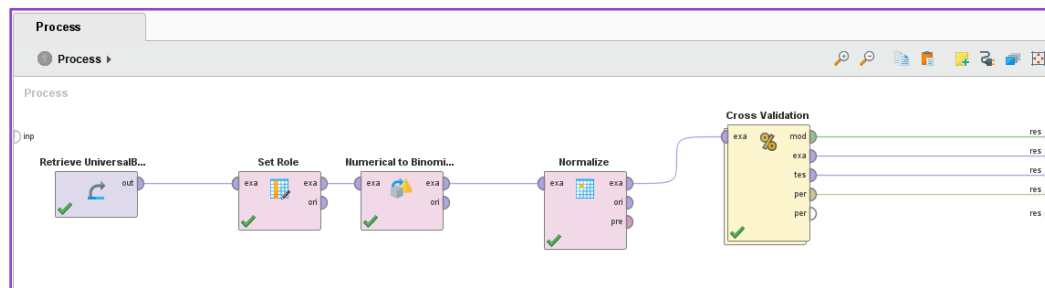 Process
Process
Process
inp
Retrieve UniversalB...
out
Set Role
exa exa
ori
Numerical to Binomi...
exa exa
ori
Normalize
exa exa
ori
pre
Cross Validation
exa % mod
exa
tes
per
per
res
res
res
res
res